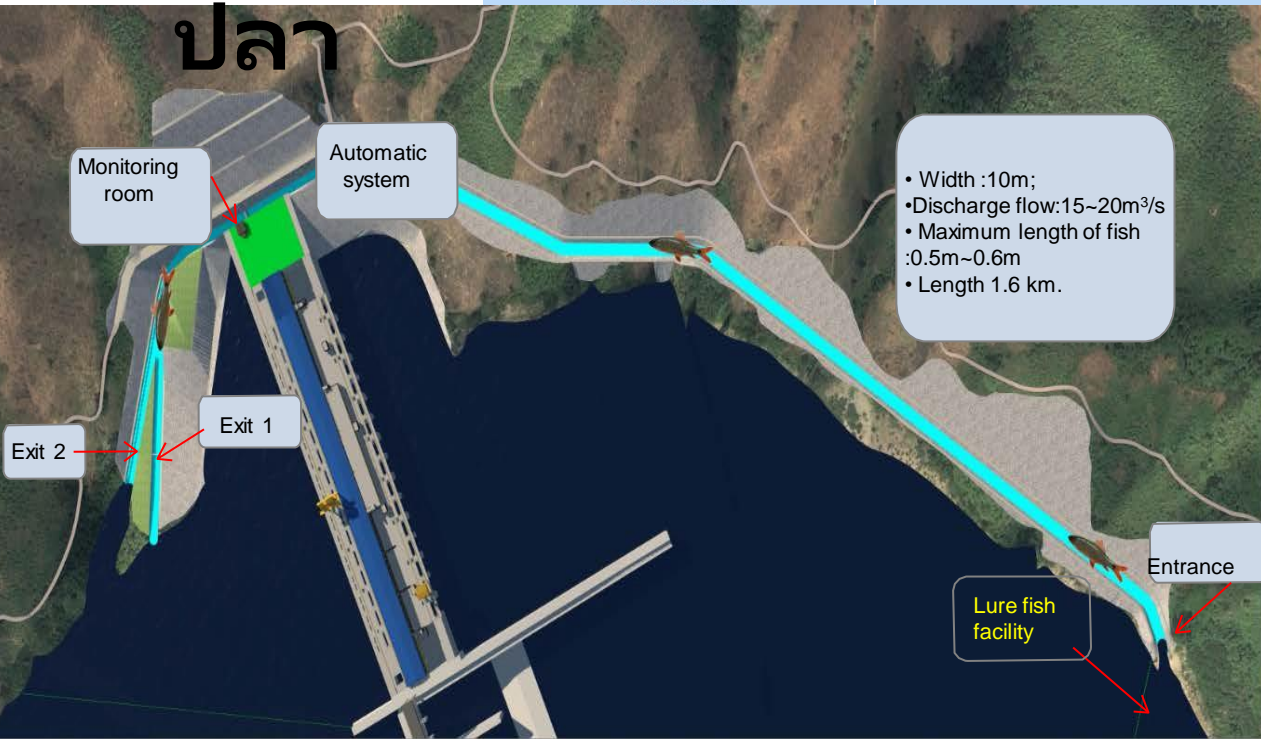 ปลา
Monitoring
room
Automatic
system
• Width :10m;
•Discharge flow:15~20m³/s
• Maximum length of fish
:0.5m~0.6m
• Length 1.6 km.
Exit 2
Exit 1
Entrance
Lure fish
facility